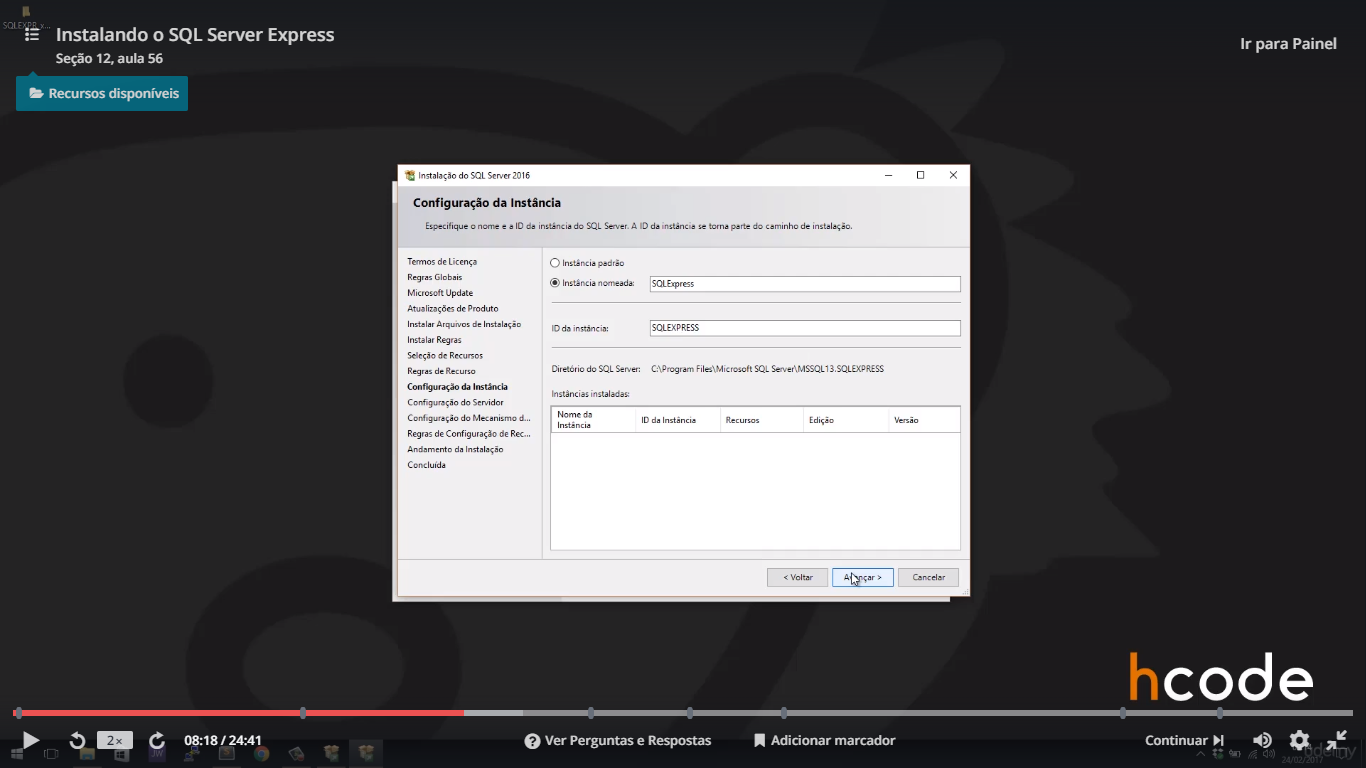 SQLEXPR_x...
Instalando o SQL Server Express
Seção 12, aula 56
Ir para Painel
Recursos disponíveis
Instalação do SQL Server 2016
Configuração da Instância
Especifique o nome e a ID da instância do SQL Server. A ID da instância se torna parte do caminho de instalação.
Termos de Licença
Regras Globais
Microsoft Update
Atualizações de Produto
Instalar Arquivos de Instalação
Instalar Regras
Seleção de Recursos
Regras de Recurso
Configuração da Instância
Configuração do Servidor
Configuração do Mecanismo d...
Regras de Configuração de Rec...
Andamento da Instalação
Concluída
Instância padrão
Instância nomeada: SQLExpress
ID da instância: SQLEXPRESS
Diretório do SQL Server: C:\Program Files\Microsoft SQL Server\MSSQL13.SQLEXPRESS
Instâncias instaladas:
Nome da Instância ID da Instância Recursos Edição Versão
< Voltar Avançar > Cancelar
hcode
2x 08:18 / 24:41 Ver Perguntas e Respostas Adicionar marcador Continuar
udemy
24/02/2017